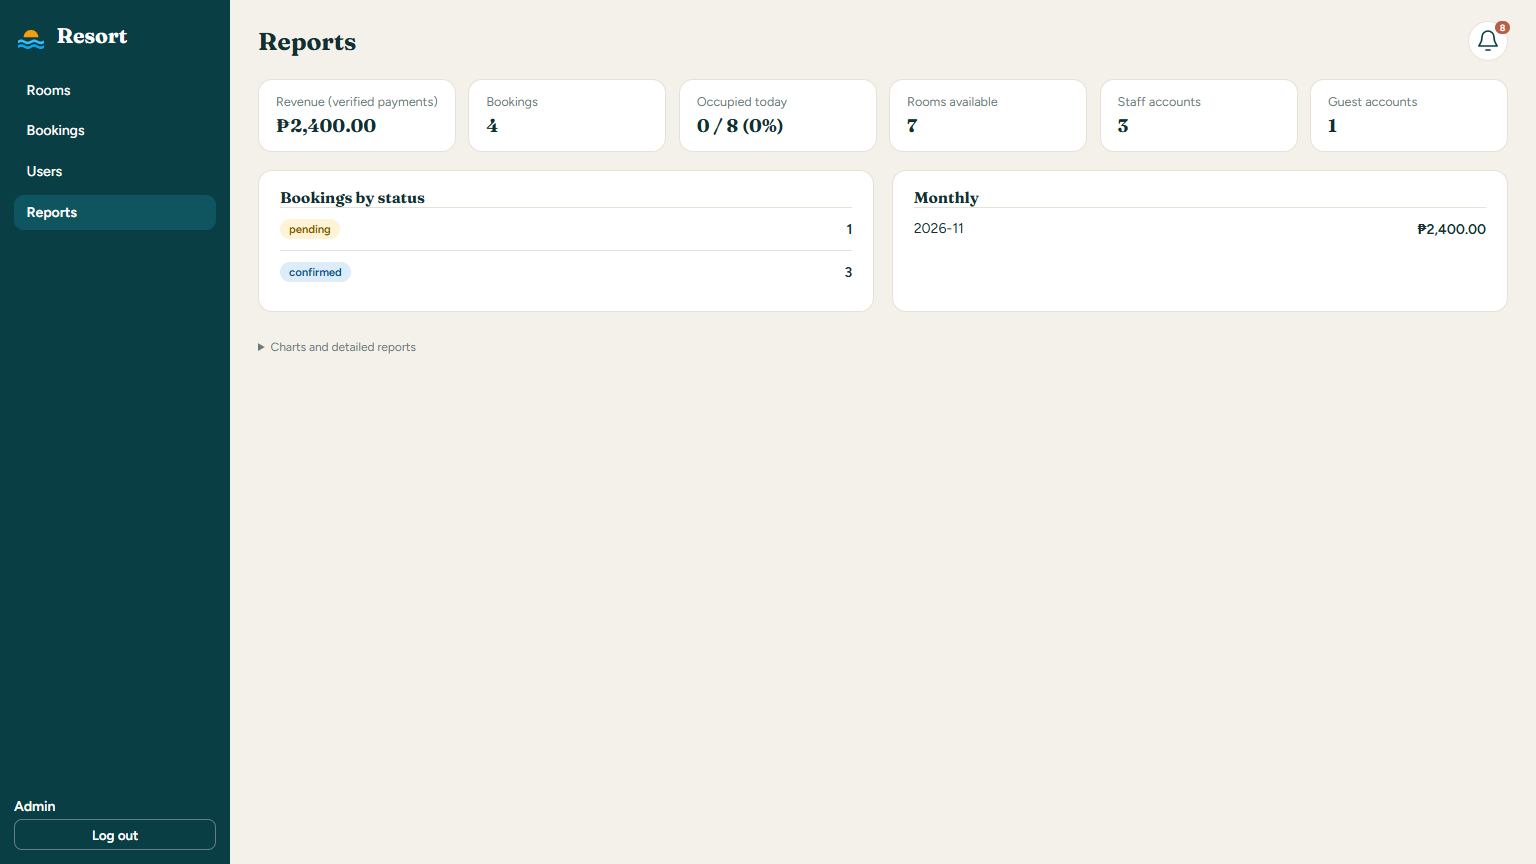 Resort
Rooms
Bookings
Users
Reports
Admin
Log out
Reports
8
Revenue (verified payments)
₱2,400.00
Bookings
4
Occupied today
0 / 8 (0%)
Rooms available
7
Staff accounts
3
Guest accounts
1
Bookings by status
pending 1
confirmed 3
Monthly
2026-11 ₱2,400.00
Charts and detailed reports